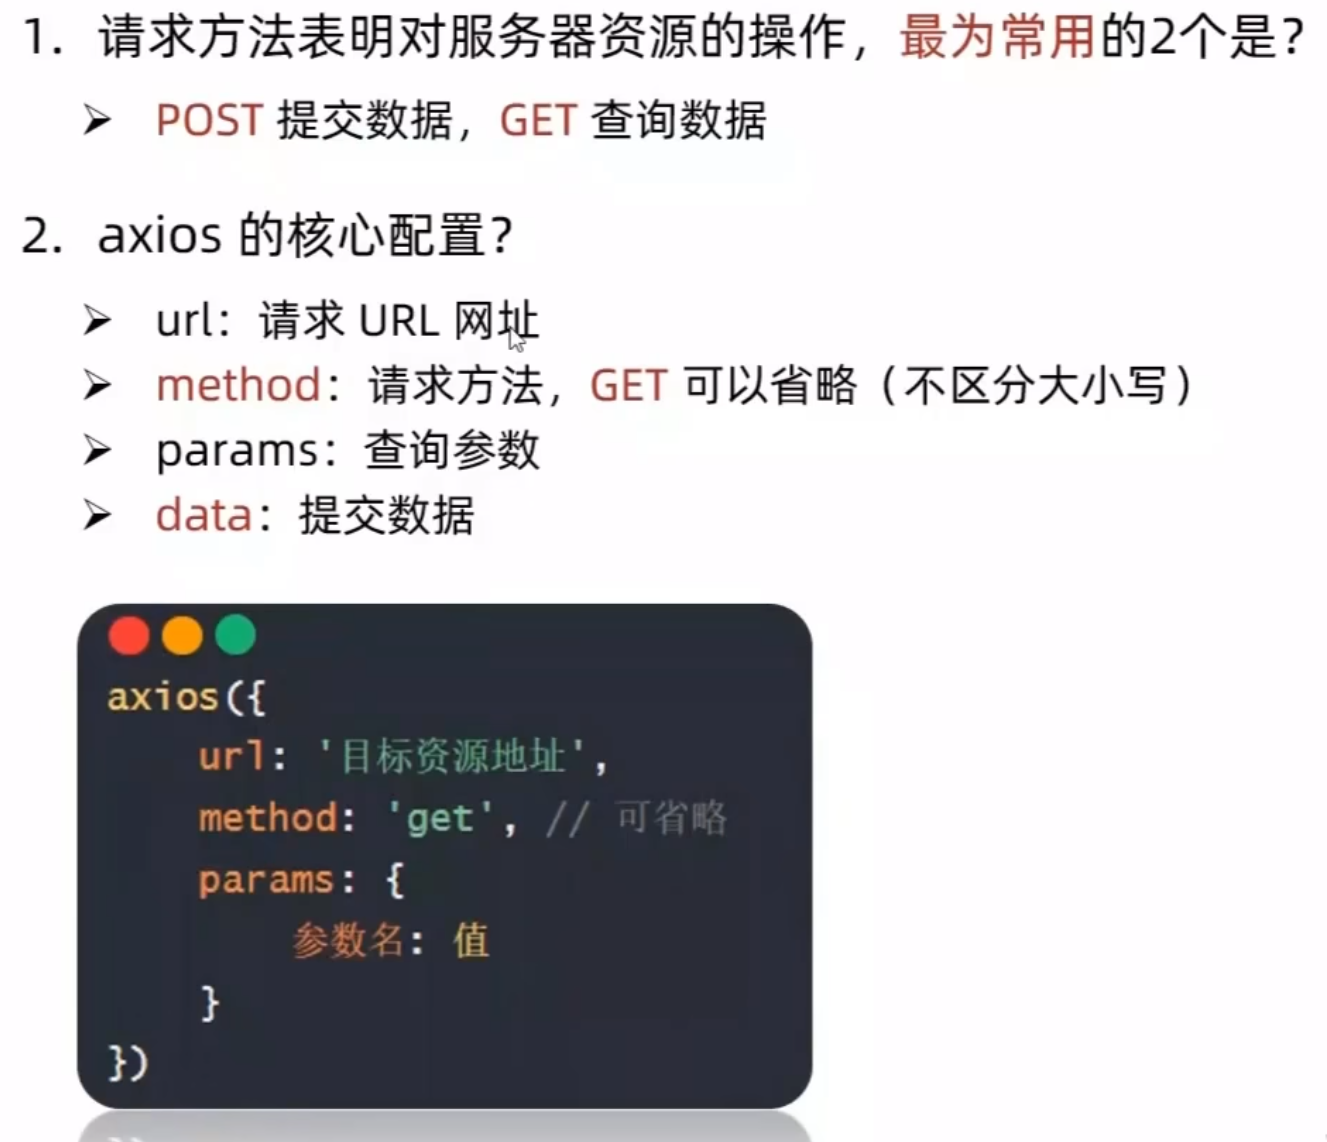 1. 请求方法表明对服务器资源的操作，最为常用的2个是？
➢ POST 提交数据，GET 查询数据
2. axios 的核心配置？
➢ url：请求 URL 网址
➢ method：请求方法，GET 可以省略（不区分大小写）
➢ params：查询参数
➢ data：提交数据
axios({
url: '目标资源地址',
method: 'get', // 可省略
params: {
参数名: 值
}
})